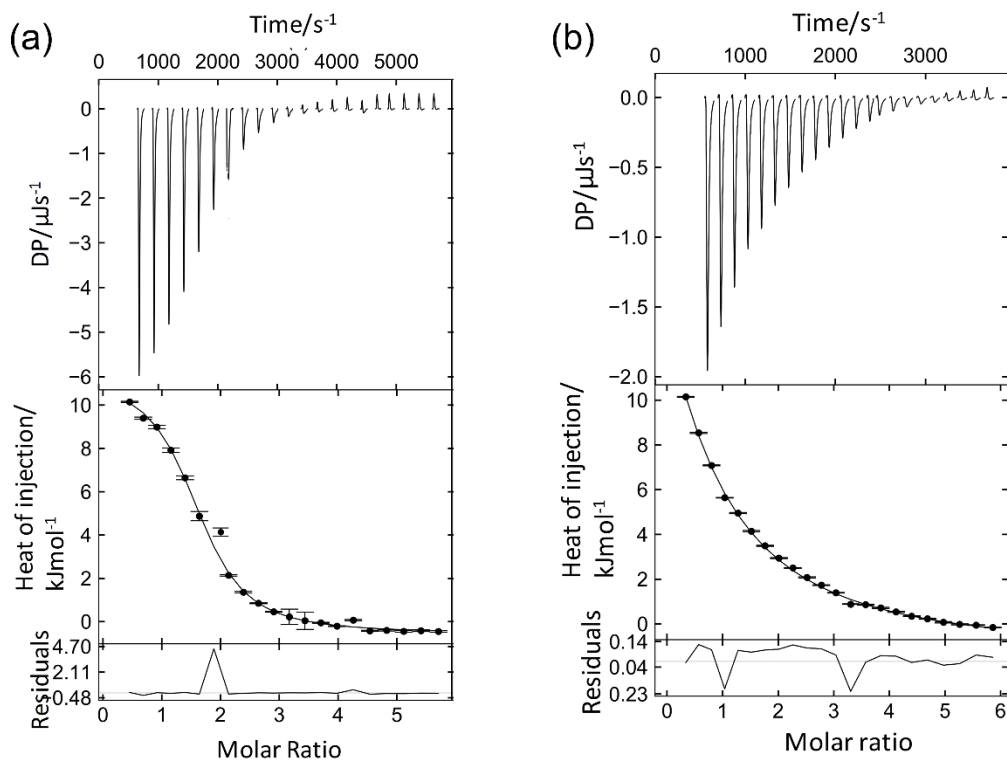 (a)
Time/s-1
0 1000 2000 3000 4000 5000
0
−1
−2
−3
−4
−5
−6
DP/μJs-1
10
8
6
4
2
0
Heat of injection/
kJmol-1
4.70
2.11
0.48
Residuals
0 1 2 3 4 5
Molar Ratio
(b)
Time/s-1
0 1000 2000 3000
0.0
−0.5
−1.0
−1.5
−2.0
DP/μJs-1
10
8
6
4
2
0
Heat of injection/
kJmol-1
0.14
0.04
0.23
Residuals
0 1 2 3 4 5 6
Molar ratio